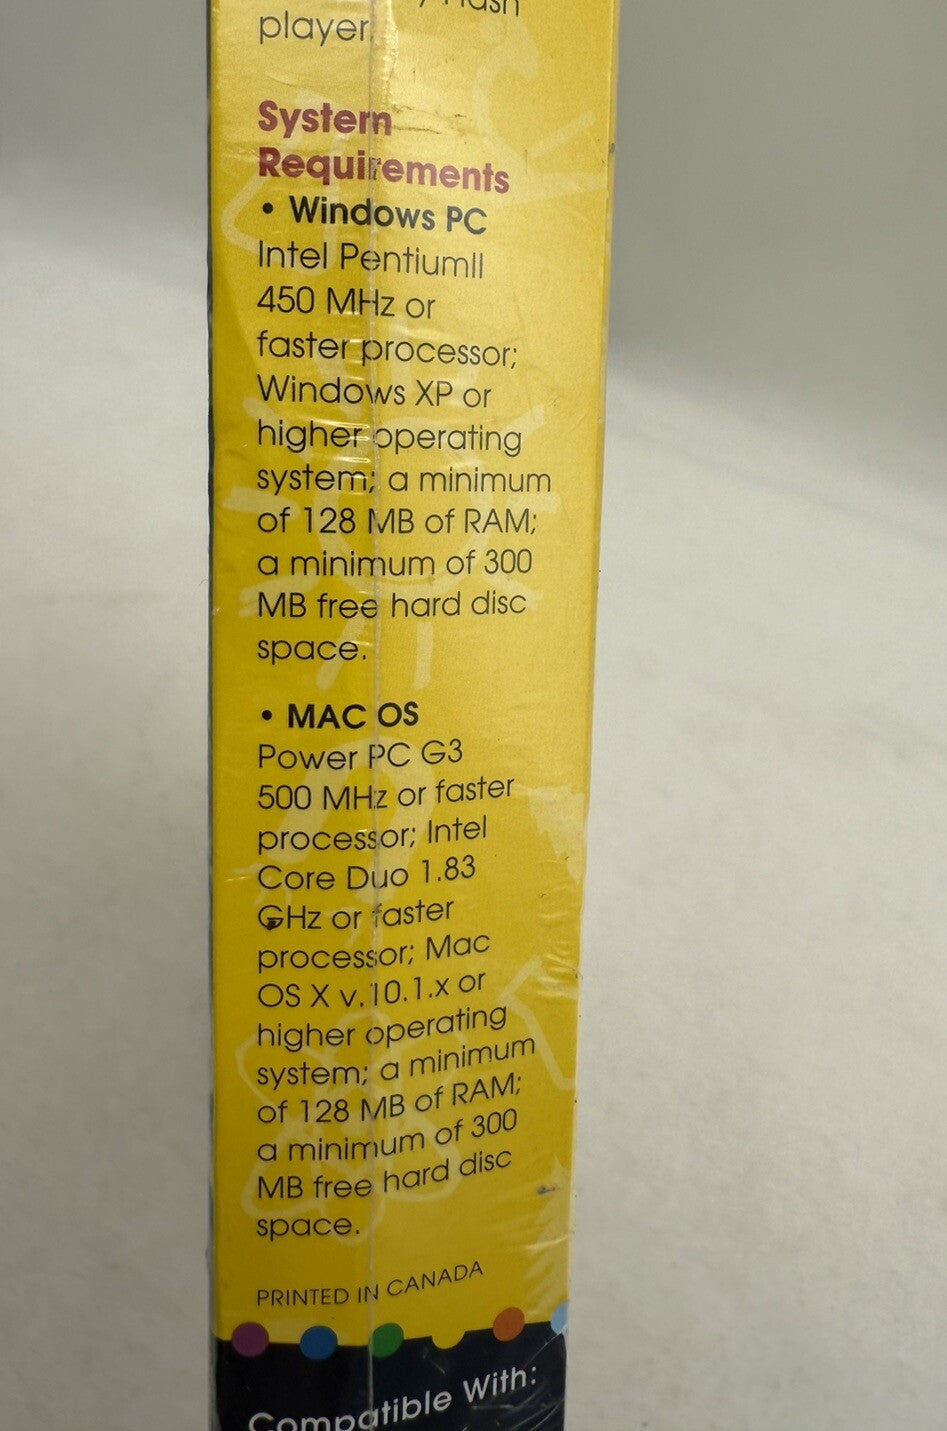 player.
System
Requirements
• Windows PC
Intel PentiumII
450 MHz or
faster processor;
Windows XP or
higher operating
system; a minimum
of 128 MB of RAM;
a minimum of 300
MB free hard disc
space.
• MAC OS
Power PC G3
500 MHz or faster
processor; Intel
Core Duo 1.83
GHz or faster
processor; Mac
OS X v.10.1.x or
higher operating
system; a minimum
of 128 MB of RAM;
a minimum of 300
MB free hard disc
space.
PRINTED IN CANADA
Compatible With: